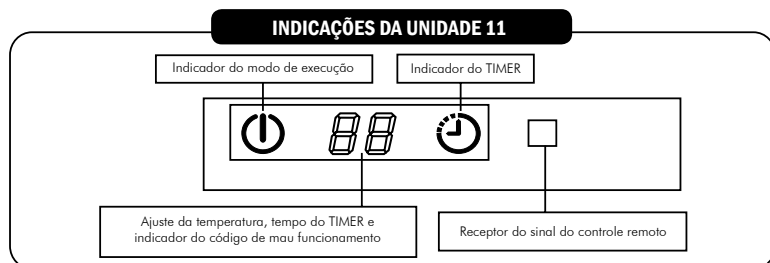 INDICAÇÕES DA UNIDADE 11
Indicador do modo de execução
Indicador do TIMER
88
Ajuste da temperatura, tempo do TIMER e
indicador do código de mau funcionamento
Receptor do sinal do controle remoto